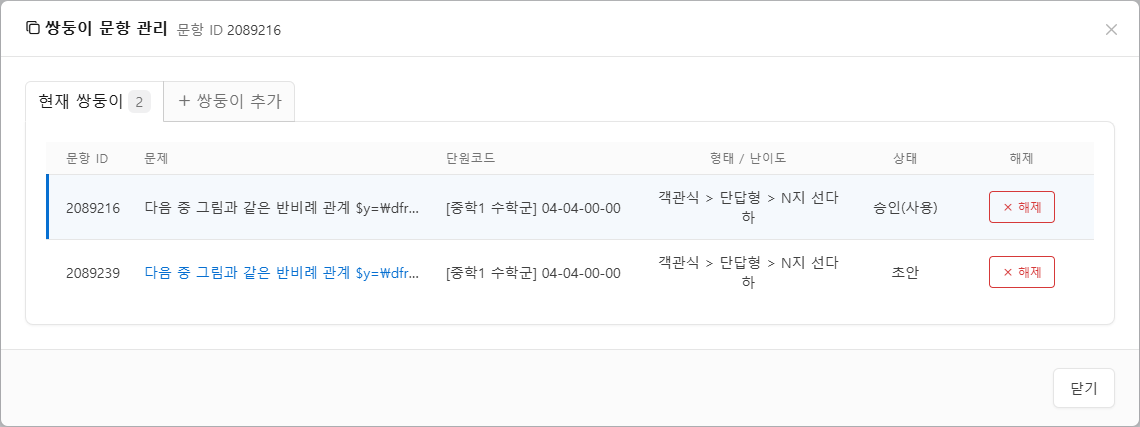 쌍둥이 문항 관리 문항 ID 2089216
현재 쌍둥이 2 + 쌍둥이 추가
문항 ID 문제 단원코드 형태 / 난이도 상태 해제
2089216 다음 중 그림과 같은 반비례 관계 $y=₩dfr... [중학1 수학군] 04-04-00-00 객관식 > 단답형 > N지 선다 승인(사용) × 해제
하
2089239 다음 중 그림과 같은 반비례 관계 $y=₩dfr... [중학1 수학군] 04-04-00-00 객관식 > 단답형 > N지 선다 초안 × 해제
하
닫기